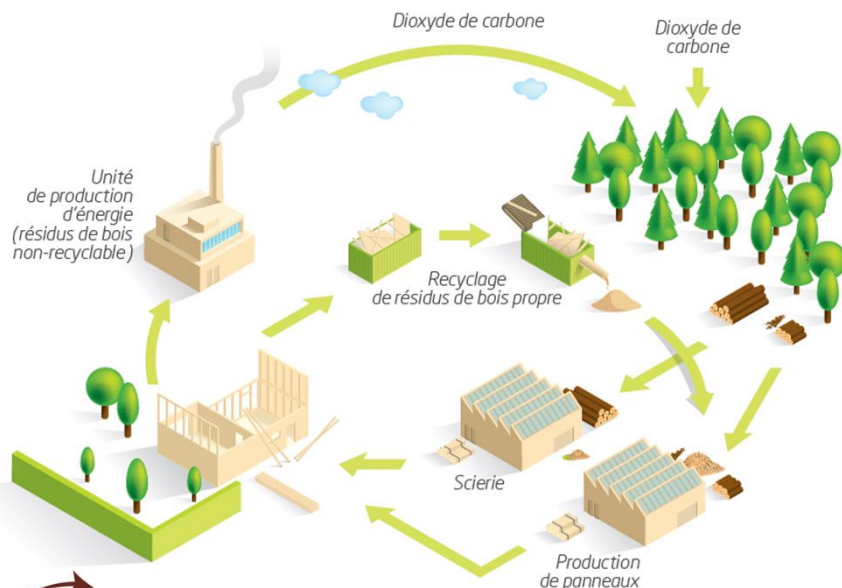 Dioxyde de carbone
Dioxyde de
carbone
Unité
de production
d'énergie
(résidus de bois
non-recyclable)
Recyclage
de résidus de bois propre
Scierie
Production
de panneaux